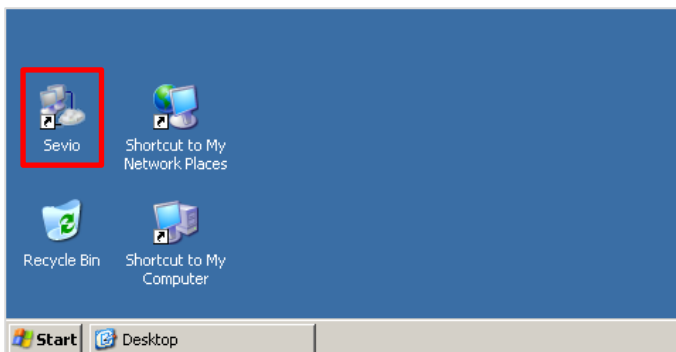 Sevio
Shortcut to My
Network Places
Recycle Bin
Shortcut to My
Computer
Start
Desktop